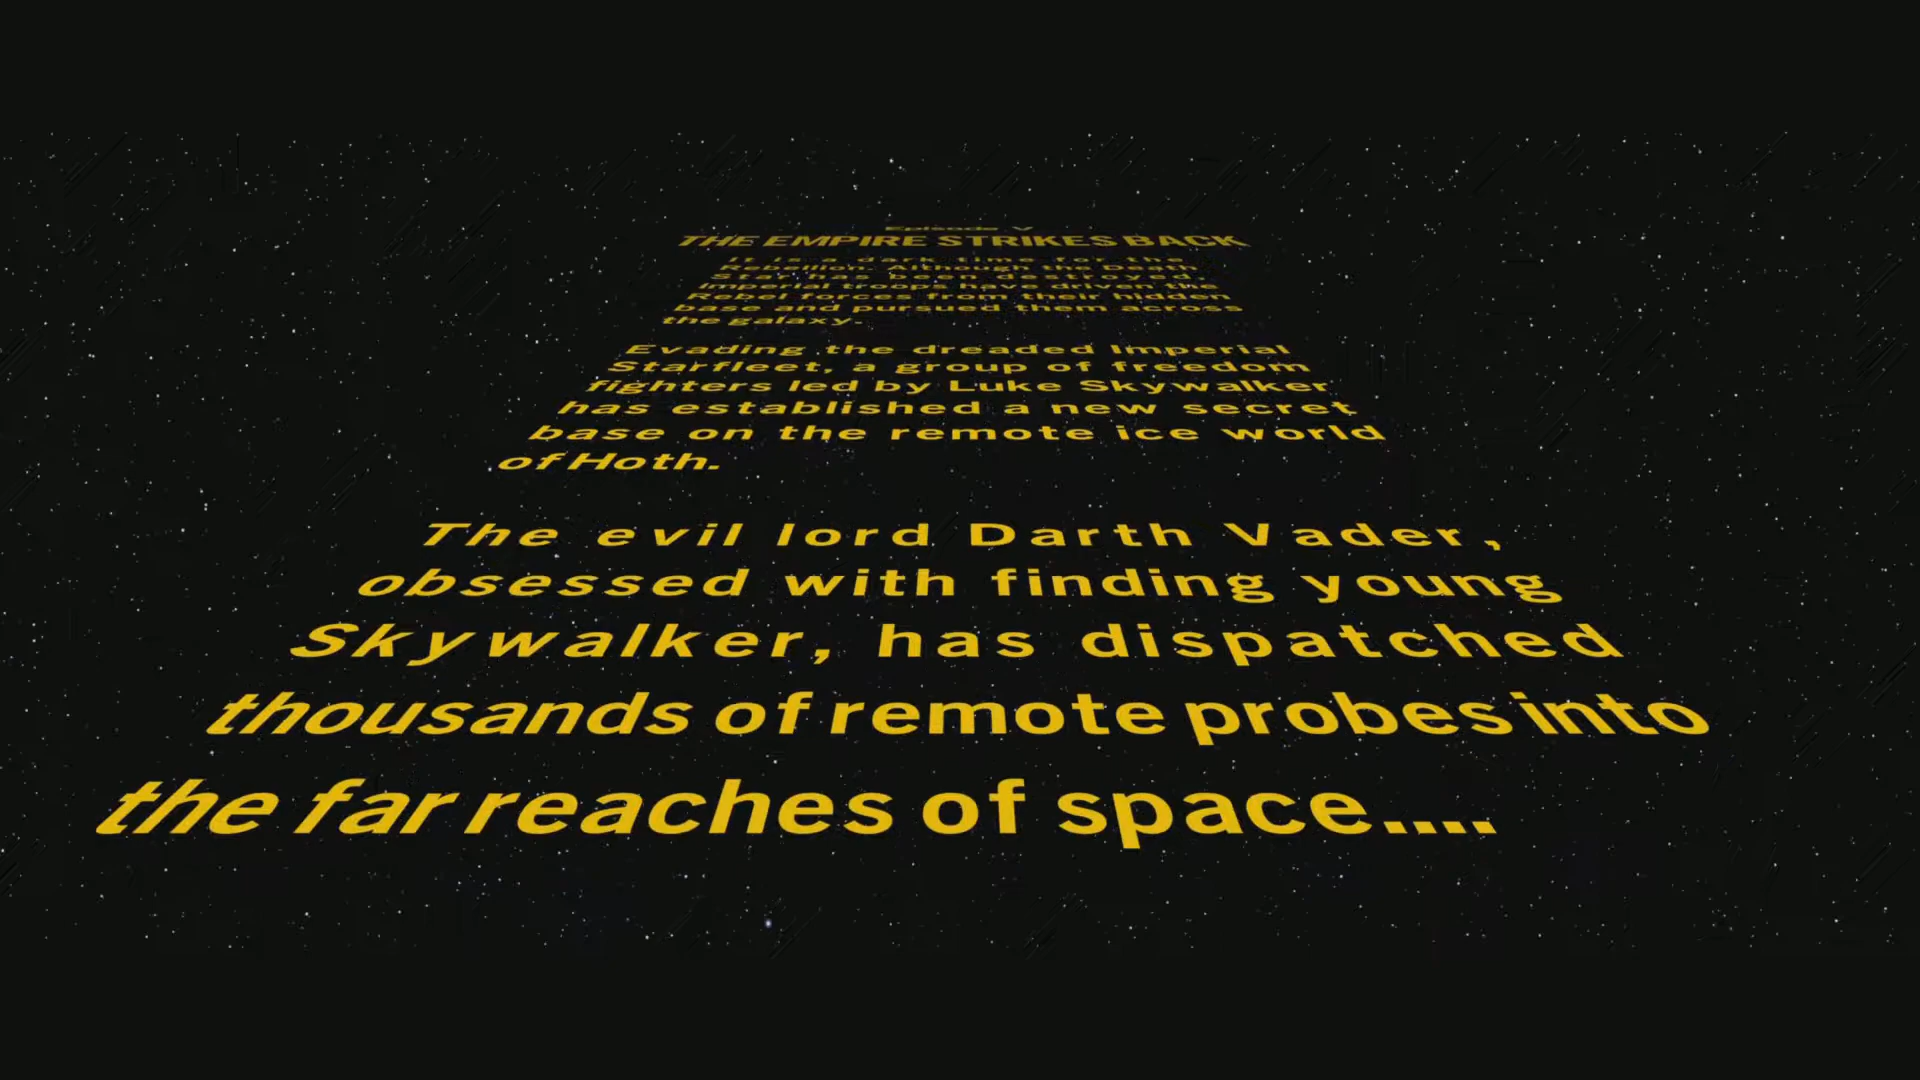 Episode V
THE EMPIRE STRIKES BACK
It is a dark time for the
Rebellion. Although the Death
Star has been destroyed,
Imperial troops have driven the
Rebel forces from their hidden
base and pursued them across
the galaxy.
Evading the dreaded Imperial
Starfleet, a group of freedom
fighters led by Luke Skywalker
has established a new secret
base on the remote ice world
of Hoth.
The evil lord Darth Vader,
obsessed with finding young
Skywalker, has dispatched
thousands of remote probes into
the far reaches of space....